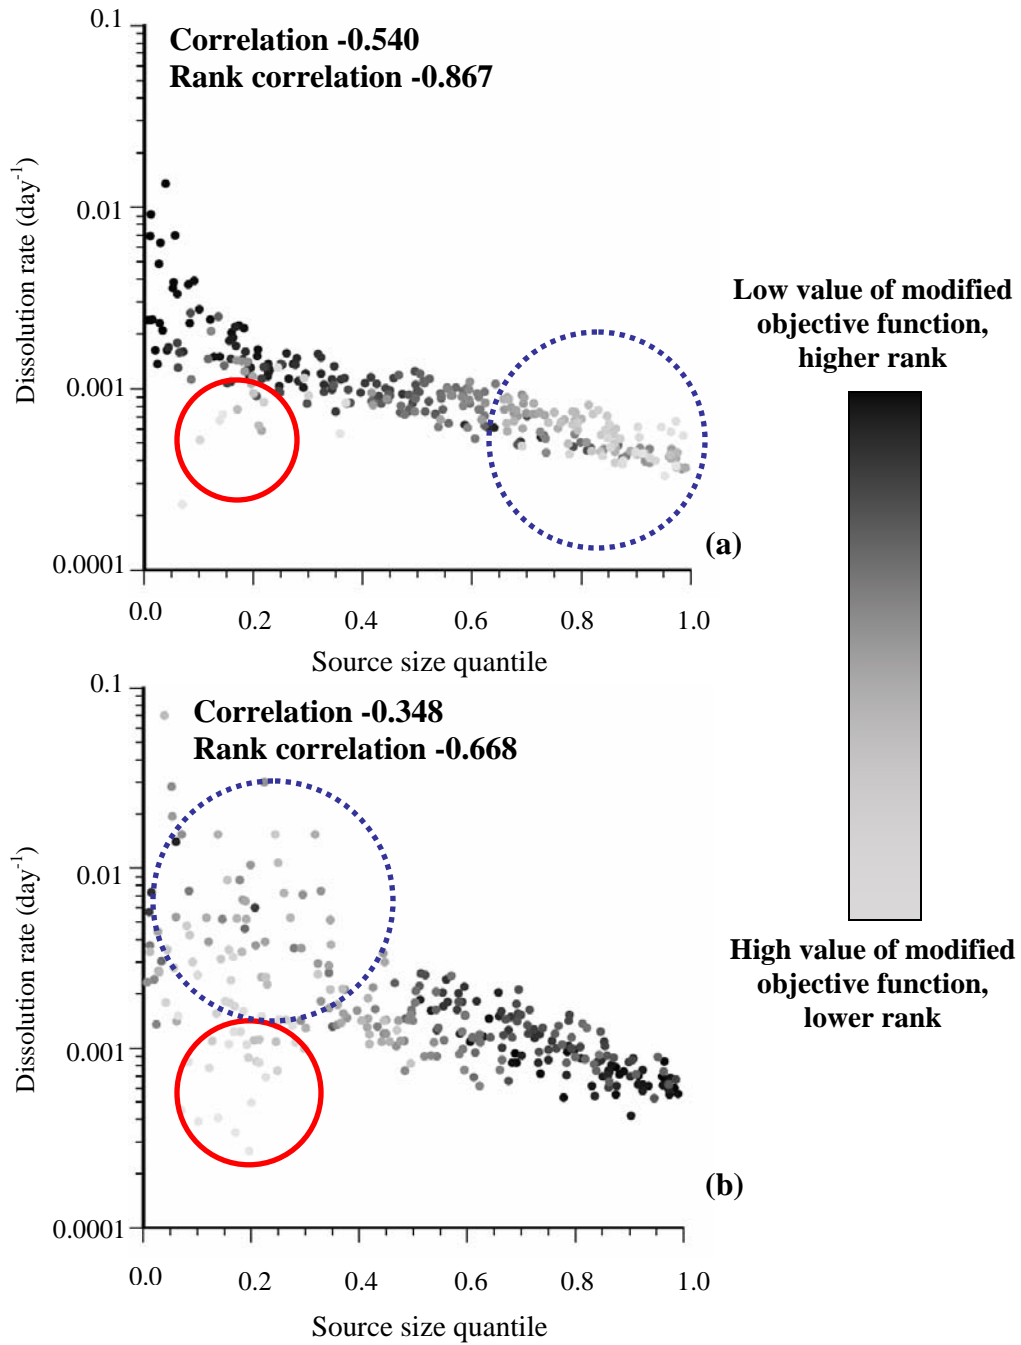 0.1
Correlation -0.540
Rank correlation -0.867
0.01
0.001
0.0001
Dissolution rate (day-1)
(a)
0.0
0.2
0.4
0.6
0.8
1.0
Source size quantile
Low value of modified
objective function,
higher rank
High value of modified
objective function,
lower rank
0.1
Correlation -0.348
Rank correlation -0.668
0.01
0.001
0.0001
Dissolution rate (day-1)
(b)
0.0
0.2
0.4
0.6
0.8
1.0
Source size quantile